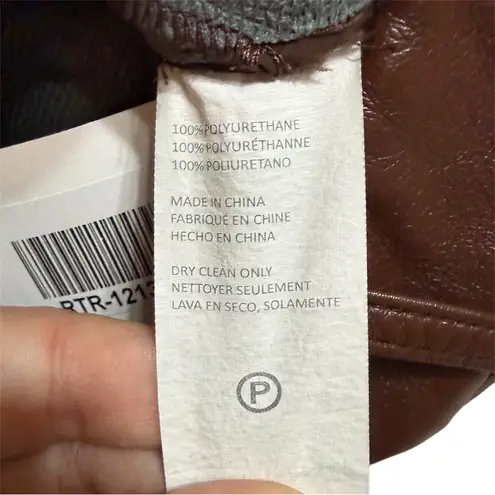 100%POLYURETHANE
100%POLYURÉTHANNE
100%POLIURETANO
MADE IN CHINA
FABRIQUÉ EN CHINE
HECHO EN CHINA
DRY CLEAN ONLY
NETTOYER SEULEMENT
LAVA EN SECO, SOLAMENTE
P
RTR-1213